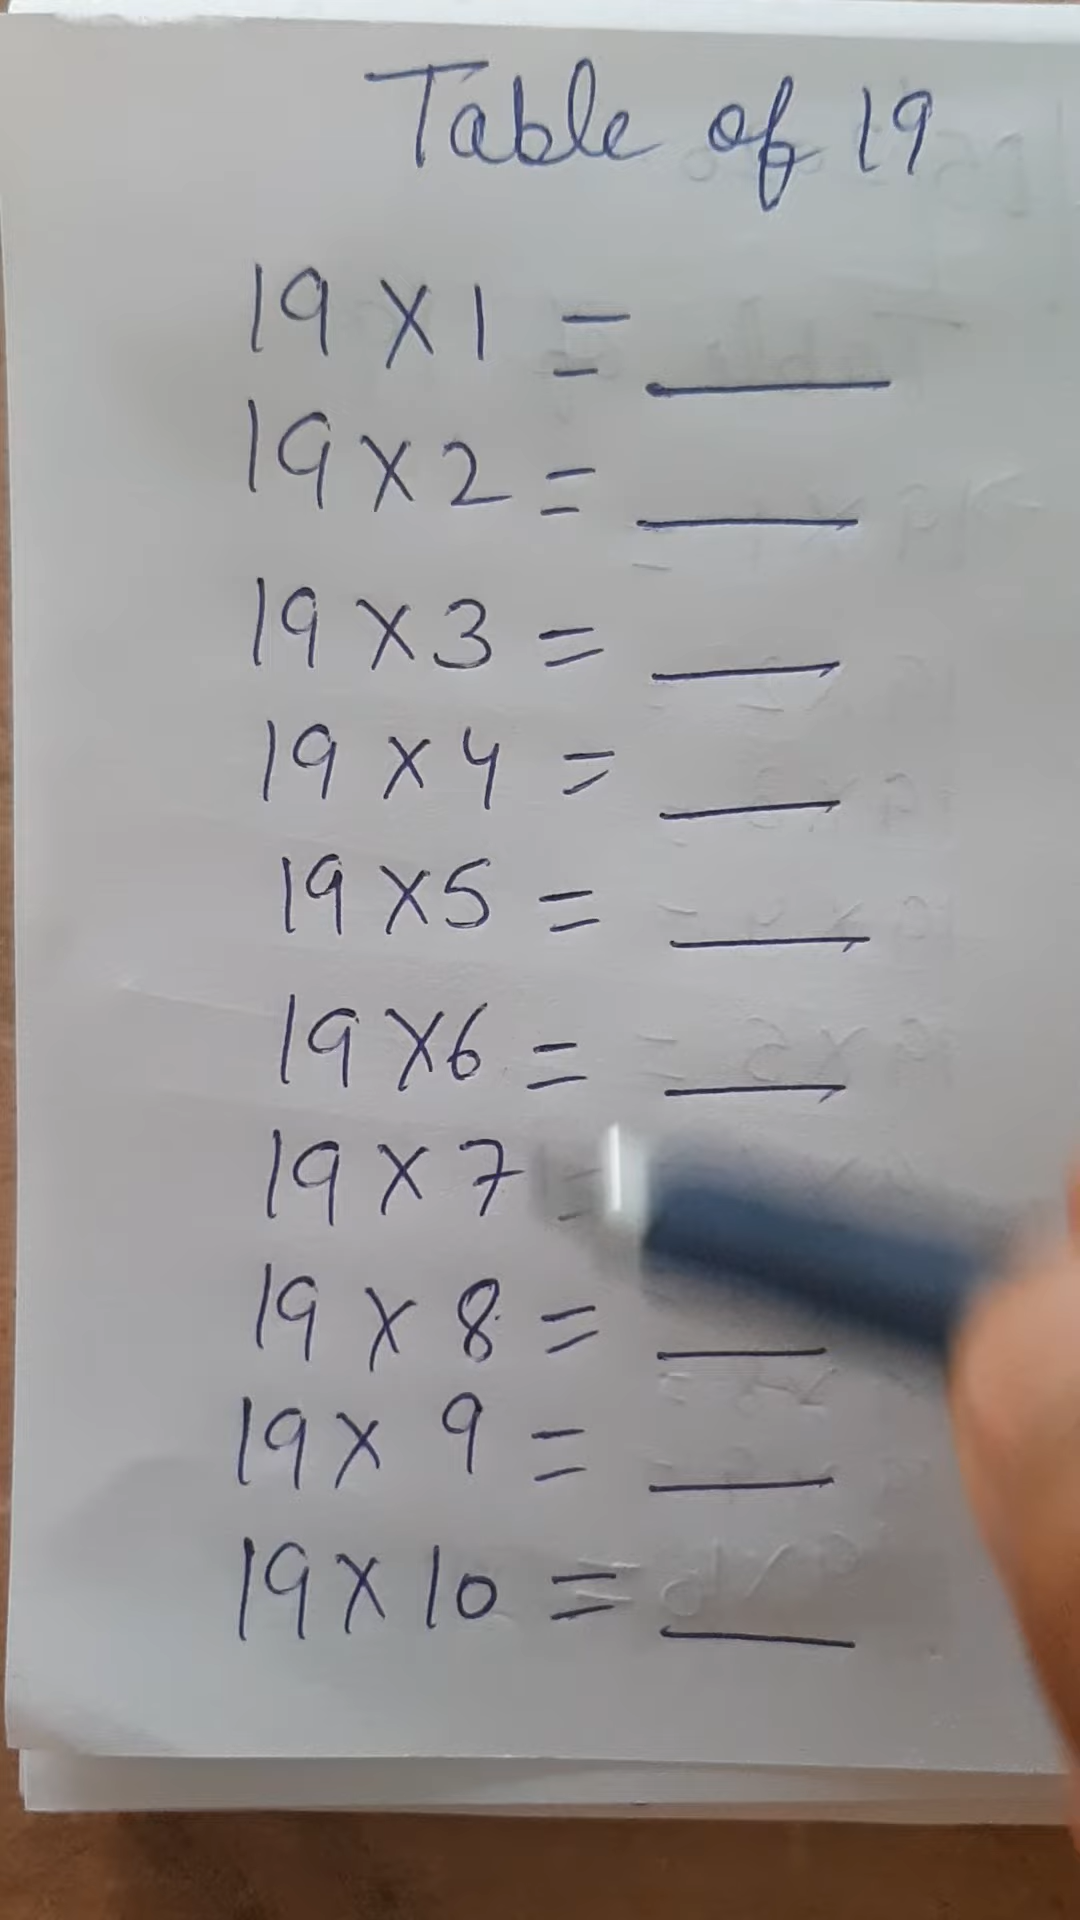 Table of 19
19 X 1 = ____
19 X 2 = ____
19 X 3 = ____
19 X 4 = ____
19 X 5 = ____
19 X 6 = ____
19 X 7 =
19 X 8 = ____
19 X 9 = ____
19 X 10 = ____